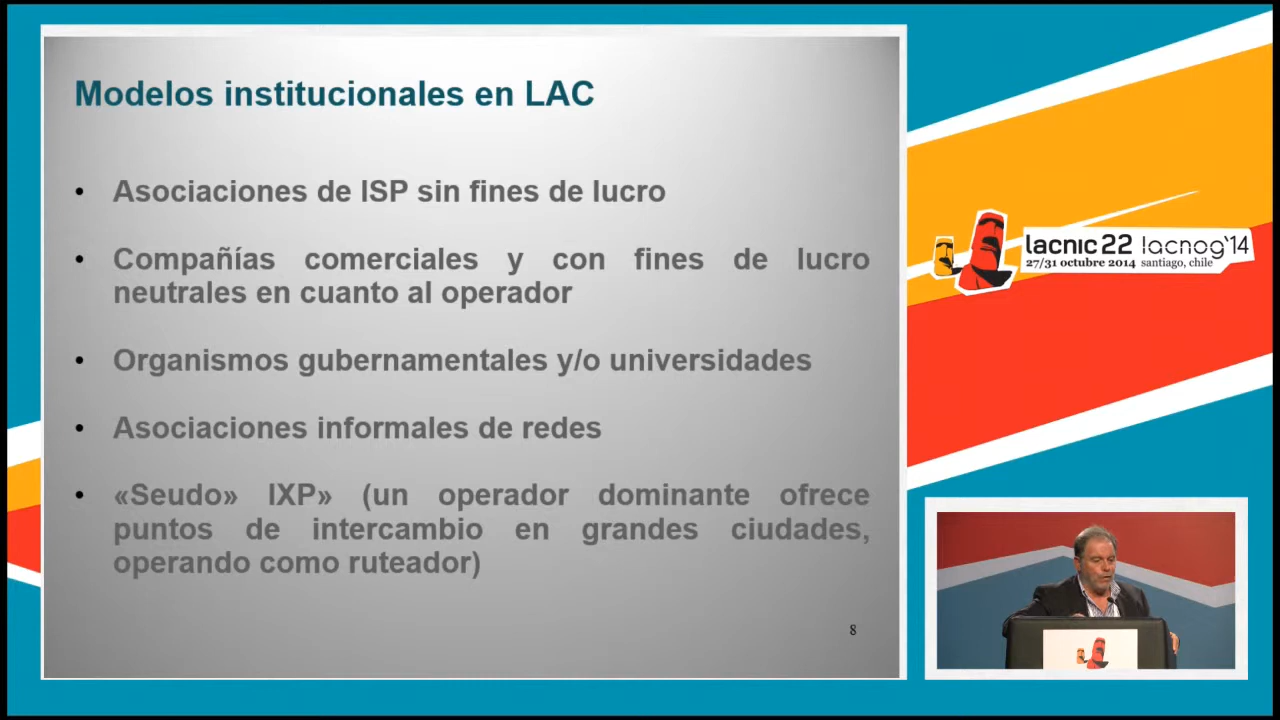 Modelos institucionales en LAC
• Asociaciones de ISP sin fines de lucro
• Compañías comerciales y con fines de lucro
neutrales en cuanto al operador
• Organismos gubernamentales y/o universidades
• Asociaciones informales de redes
• «Seudo» IXP» (un operador dominante ofrece
puntos de intercambio en grandes ciudades,
operando como ruteador)
8
lacnic 22 lacnog'14
27/31 octubre 2014 santiago, chile